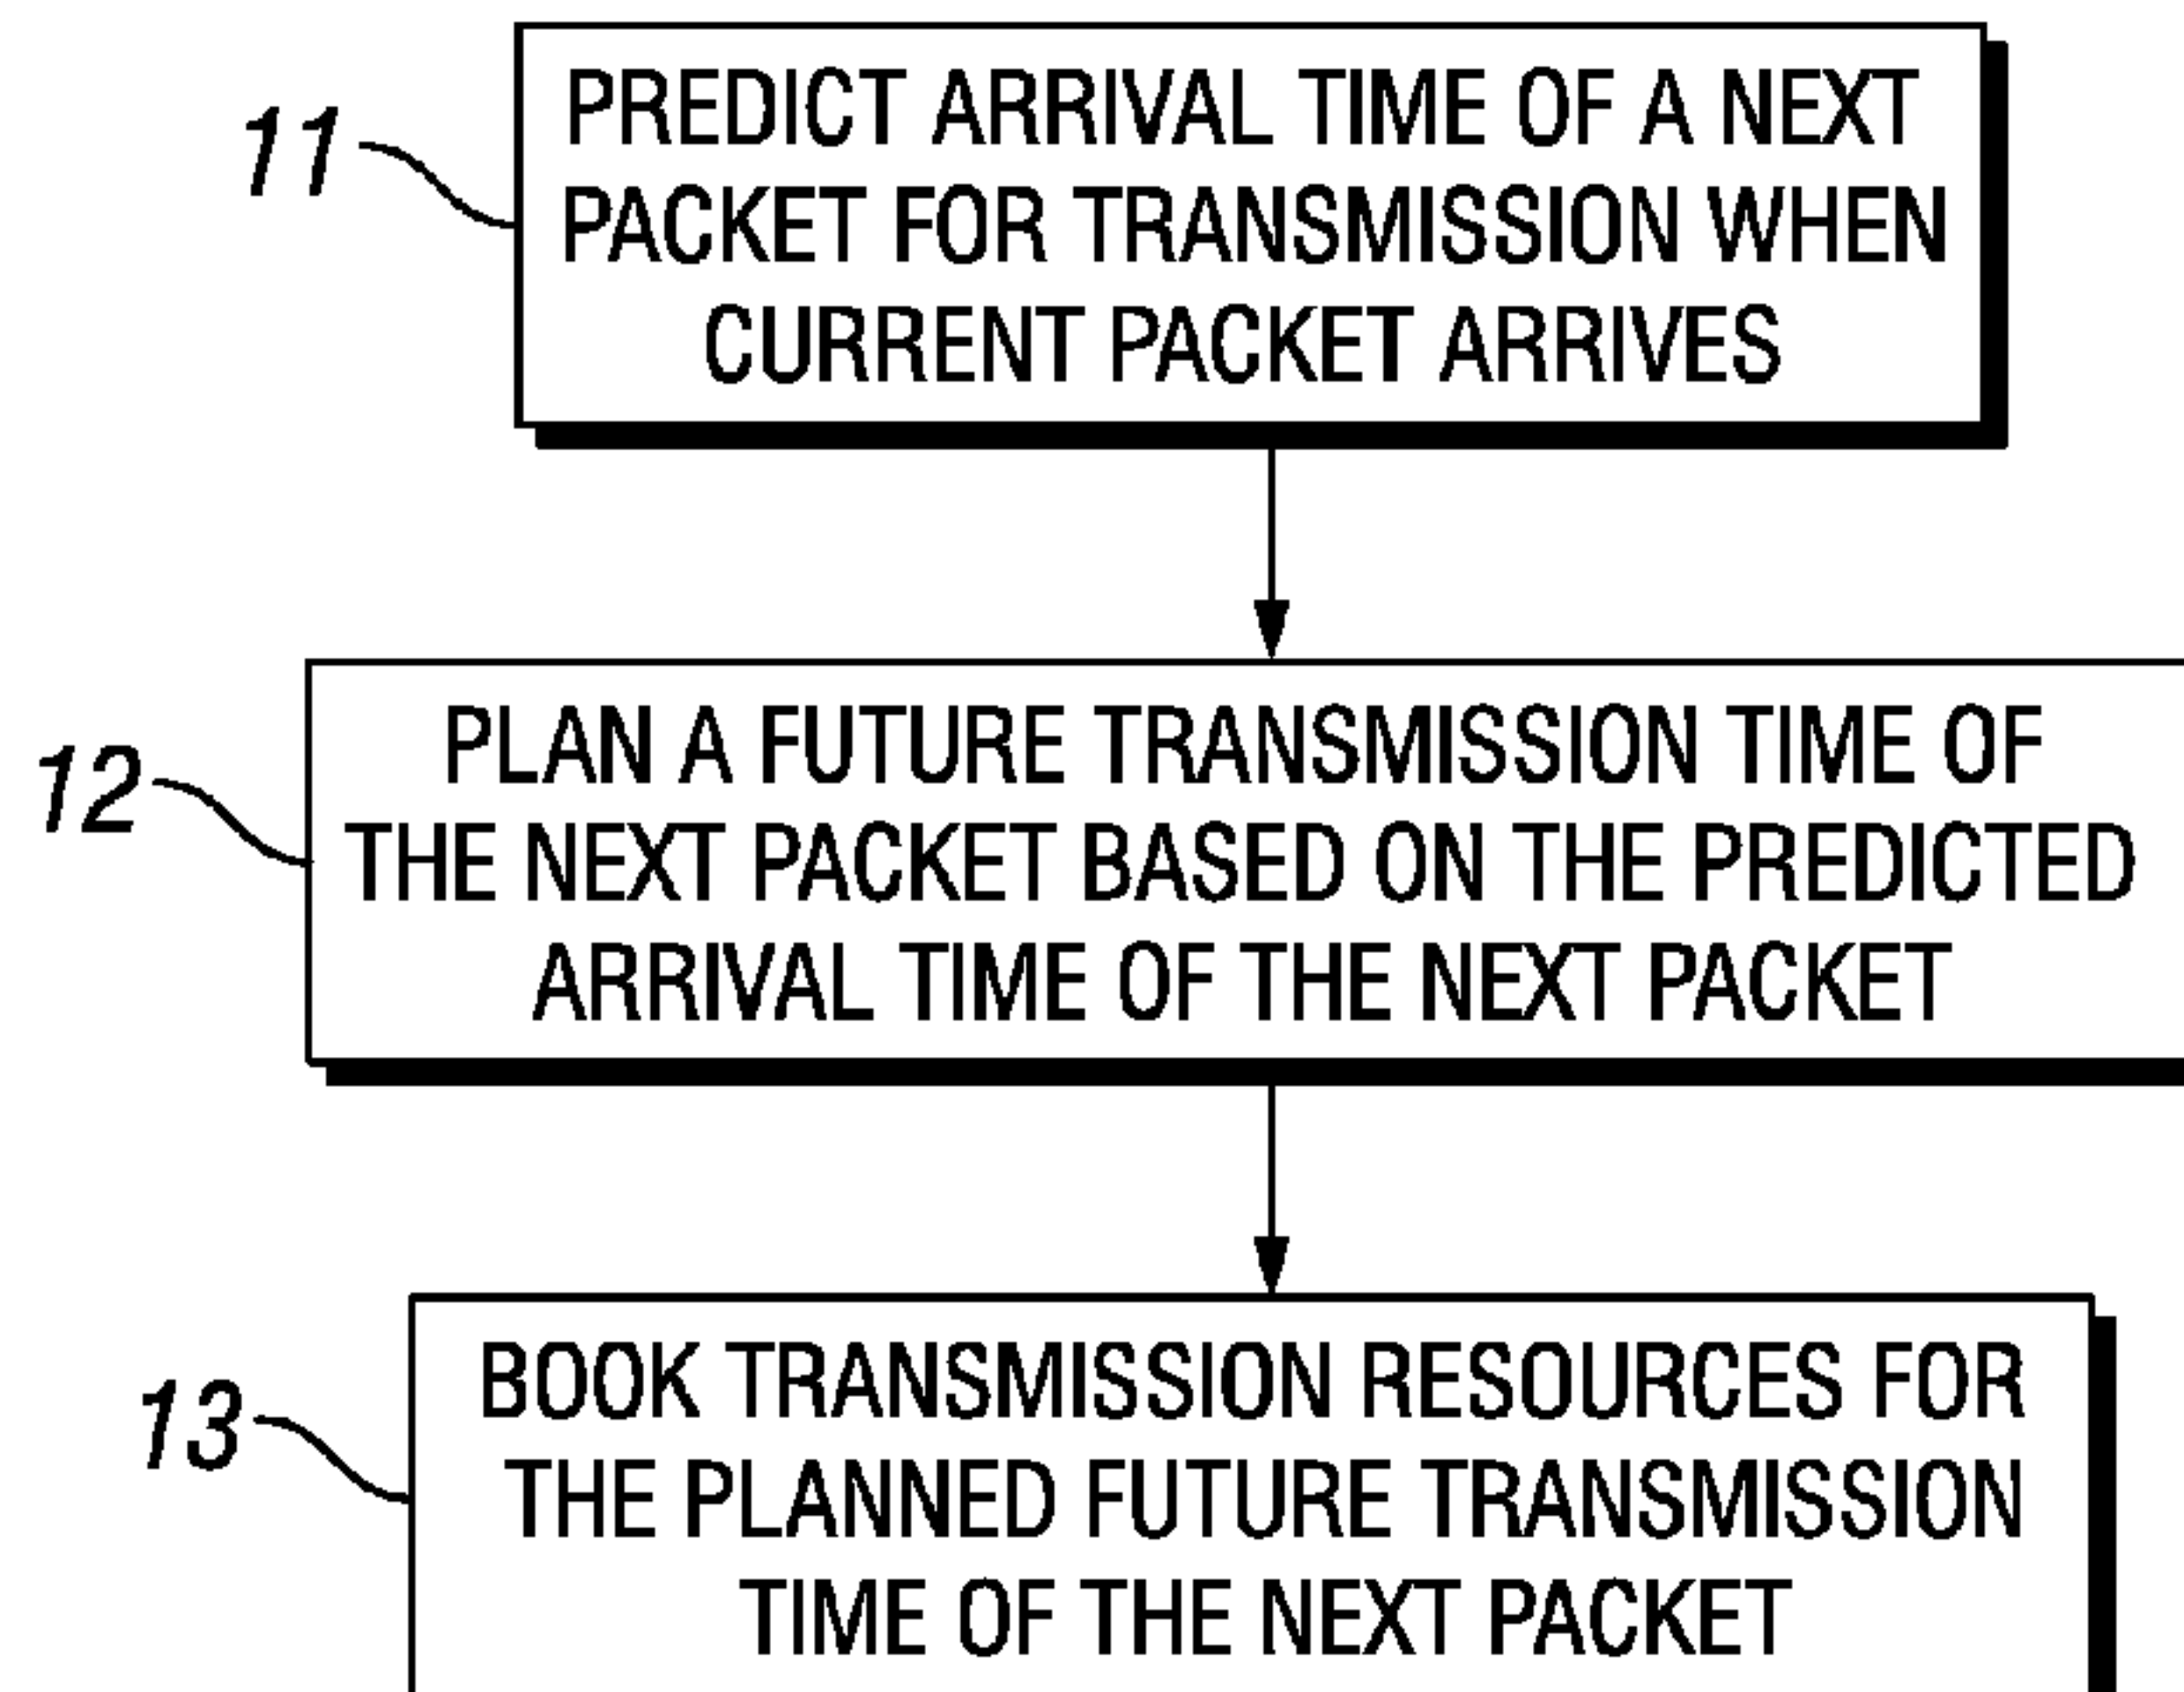 11
PREDICT ARRIVAL TIME OF A NEXT
PACKET FOR TRANSMISSION WHEN
CURRENT PACKET ARRIVES
12
PLAN A FUTURE TRANSMISSION TIME OF
THE NEXT PACKET BASED ON THE PREDICTED
ARRIVAL TIME OF THE NEXT PACKET
13
BOOK TRANSMISSION RESOURCES FOR
THE PLANNED FUTURE TRANSMISSION
TIME OF THE NEXT PACKET